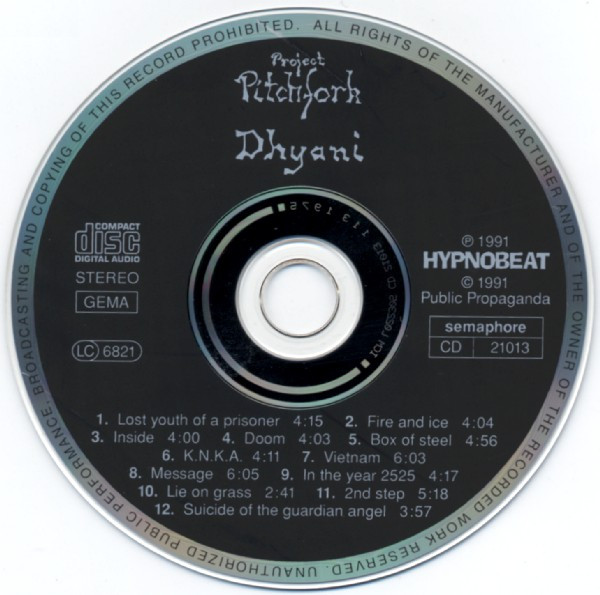 ALL RIGHTS OF THE MANUFACTURER AND OF THE OWNER OF THE RECORDED WORK RESERVED. UNAUTHORIZED PUBLIC PERFORMANCE, BROADCASTING AND COPYING OF THIS RECORD PROHIBITED.
Project
Pitchfork
Dhyani
COMPACT
disc
DIGITAL AUDIO
STEREO
GEMA
LC 6821
℗ 1991
HYPNOBEAT
© 1991
Public Propaganda
semaphore
CD 21013
1. Lost youth of a prisoner 4:15 2. Fire and ice 4:04
3. Inside 4:00 4. Doom 4:03 5. Box of steel 4:56
6. K.N.K.A. 4:11 7. Vietnam 6:03
8. Message 6:05 9. In the year 2525 4:17
10. Lie on grass 2:41 11. 2nd step 5:18
12. Suicide of the guardian angel 3:57